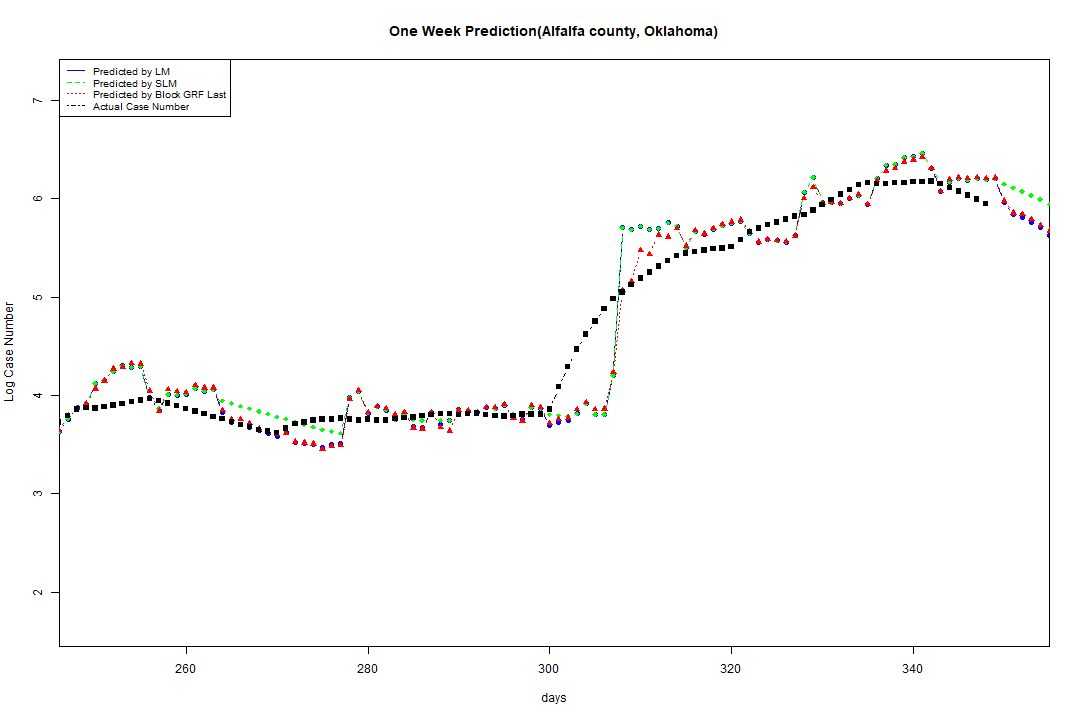 One Week Prediction(Alfalfa county, Oklahoma)
Predicted by LM
Predicted by SLM
Predicted by Block GRF Last
Actual Case Number
7
6
5
4
3
2
Log Case Number
260
280
300
320
340
days